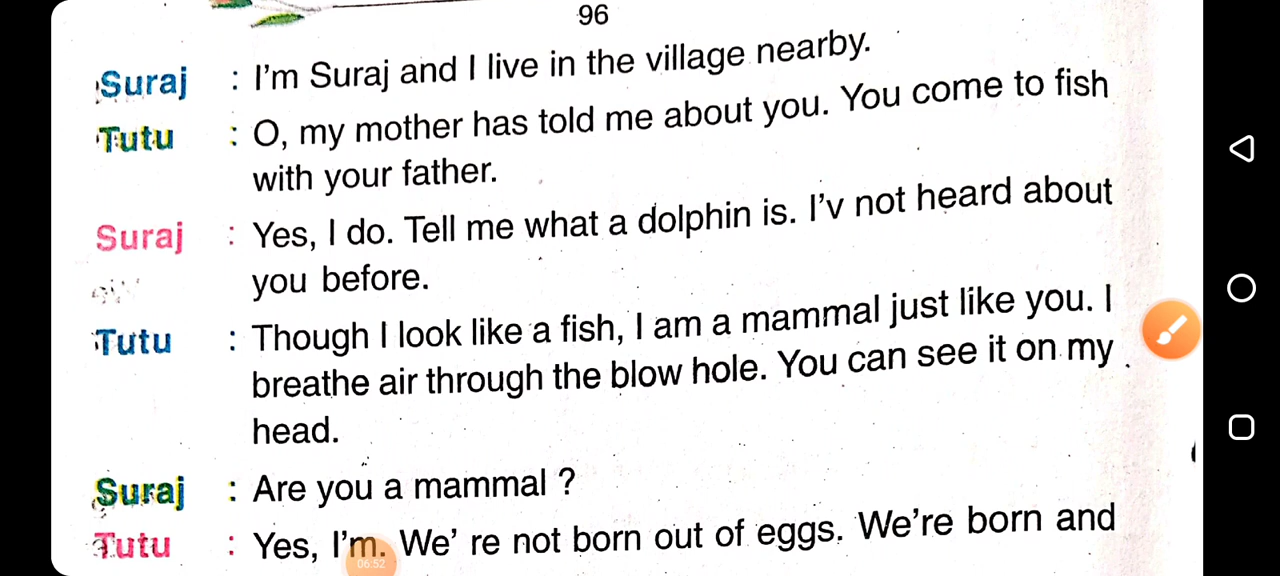 96
Suraj : I'm Suraj and I live in the village nearby.
Tutu : O, my mother has told me about you. You come to fish
with your father.
Suraj : Yes, I do. Tell me what a dolphin is. I'v not heard about
you before.
Tutu : Though I look like a fish, I am a mammal just like you. I
breathe air through the blow hole. You can see it on my
head.
Suraj : Are you a mammal ?
Tutu : Yes, I'm. We' re not born out of eggs. We're born and
06:52